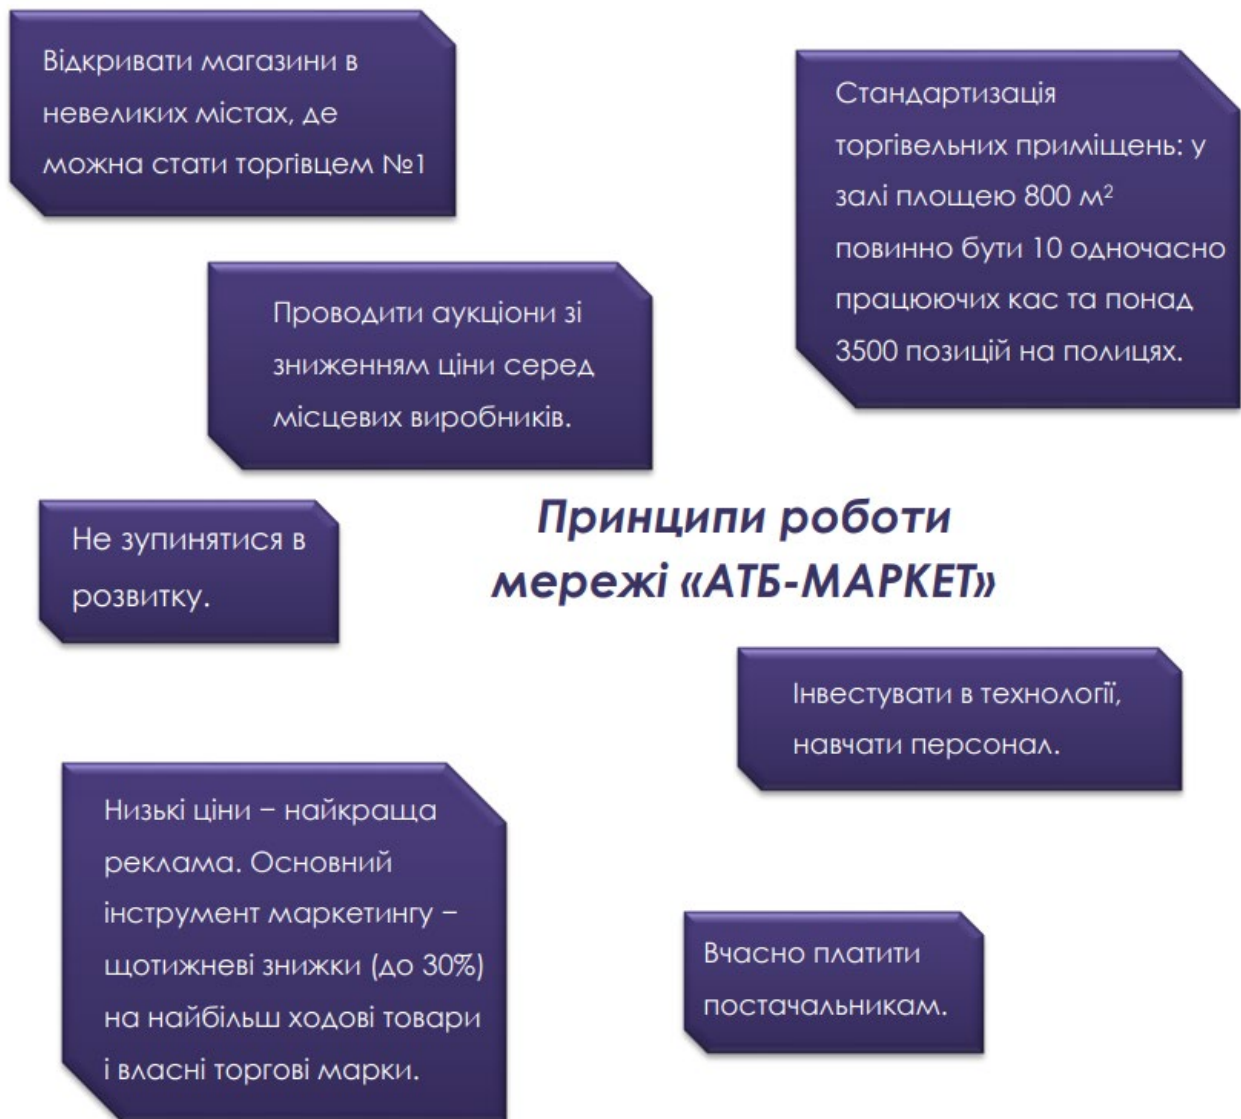 Відкривати магазини в
невеликих містах, де
можна стати торгівцем №1
Стандартизація
торгівельних приміщень: у
залі площею 800 м²
повинно бути 10 одночасно
працюючих кас та понад
3500 позицій на полицях.
Проводити аукціони зі
зниженням ціни серед
місцевих виробників.
Не зупинятися в
розвитку.
Принципи роботи
мережі «АТБ-МАРКЕТ»
Інвестувати в технології,
навчати персонал.
Низькі ціни – найкраща
реклама. Основний
інструмент маркетингу –
щотижневі знижки (до 30%)
на найбільш ходові товари
і власні торгові марки.
Вчасно платити
постачальникам.